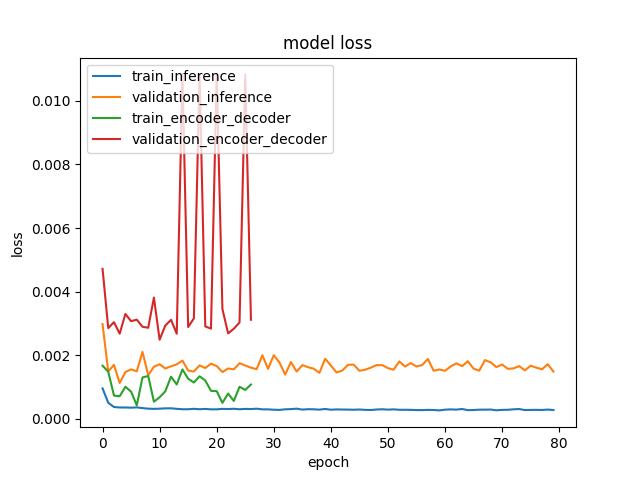 model loss
train_inference
validation_inference
train_encoder_decoder
validation_encoder_decoder
loss
0.010
0.008
0.006
0.004
0.002
0.000
0 10 20 30 40 50 60 70 80
epoch